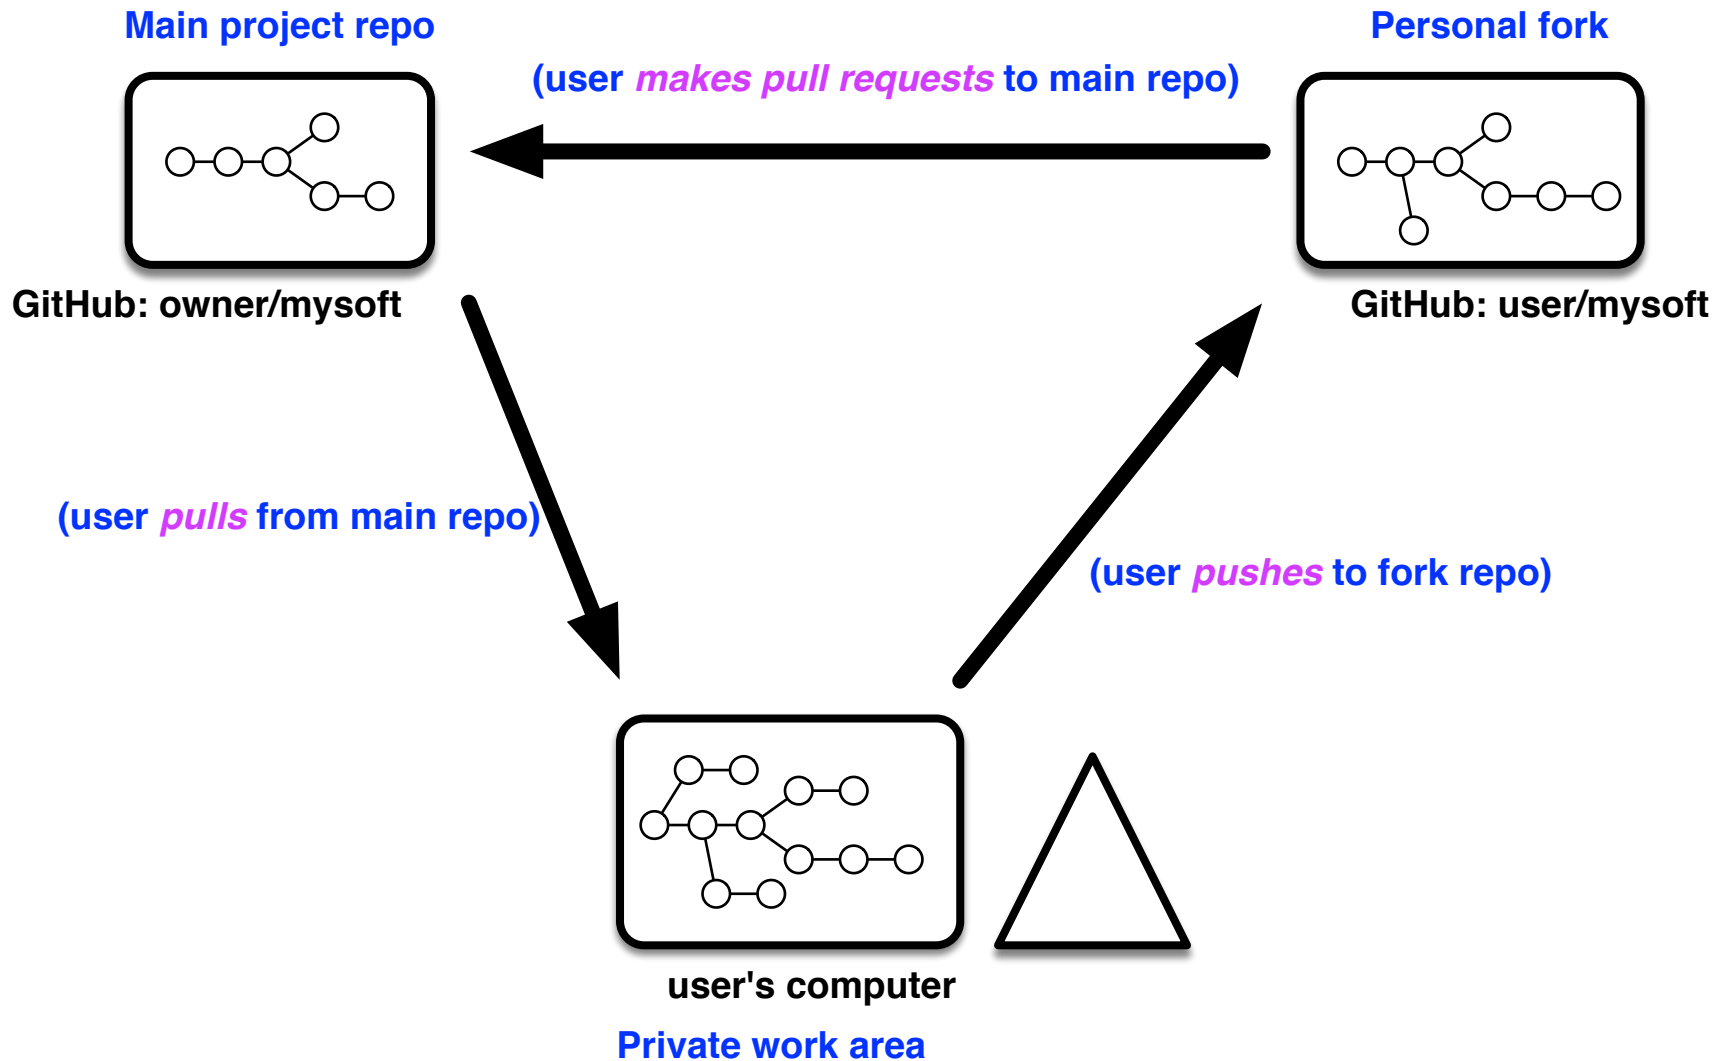 Main project repo
Personal fork
(user makes pull requests to main repo)
GitHub: owner/mysoft
GitHub: user/mysoft
(user pulls from main repo)
(user pushes to fork repo)
user's computer
Private work area